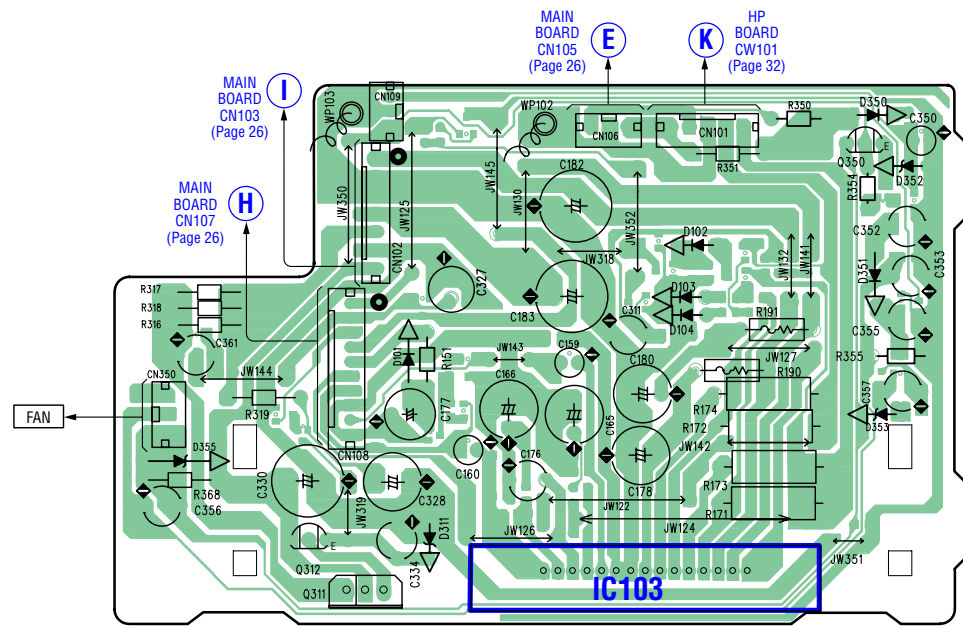 MAIN
BOARD
CN105
(Page 26)
E
K
HP
BOARD
CW101
(Page 32)
MAIN
BOARD
CN103
(Page 26)
I
MAIN
BOARD
CN107
(Page 26)
H
FAN
WP103
CN109
WP102
CN106
CN101
R350
R351
D350
C350
Q350
E
D352
R354
C352
C353
D351
C355
R355
C357
D353
JW350
JW125
CN102
JW145
JW130
C182
JW352
JW318
D102
JW132
JW141
D103
D104
C327
C183
C311
R191
JW127
R190
R317
R318
R316
C361
JW144
R319
CN350
D355
R368
C356
D101
R151
C177
CN108
JW143
C166
C159
C165
C180
R174
R172
JW142
R173
R171
C160
C176
C178
C330
C328
JW319
JW122
JW124
JW126
JW351
D311
C334
Q312
E
Q311
IC103